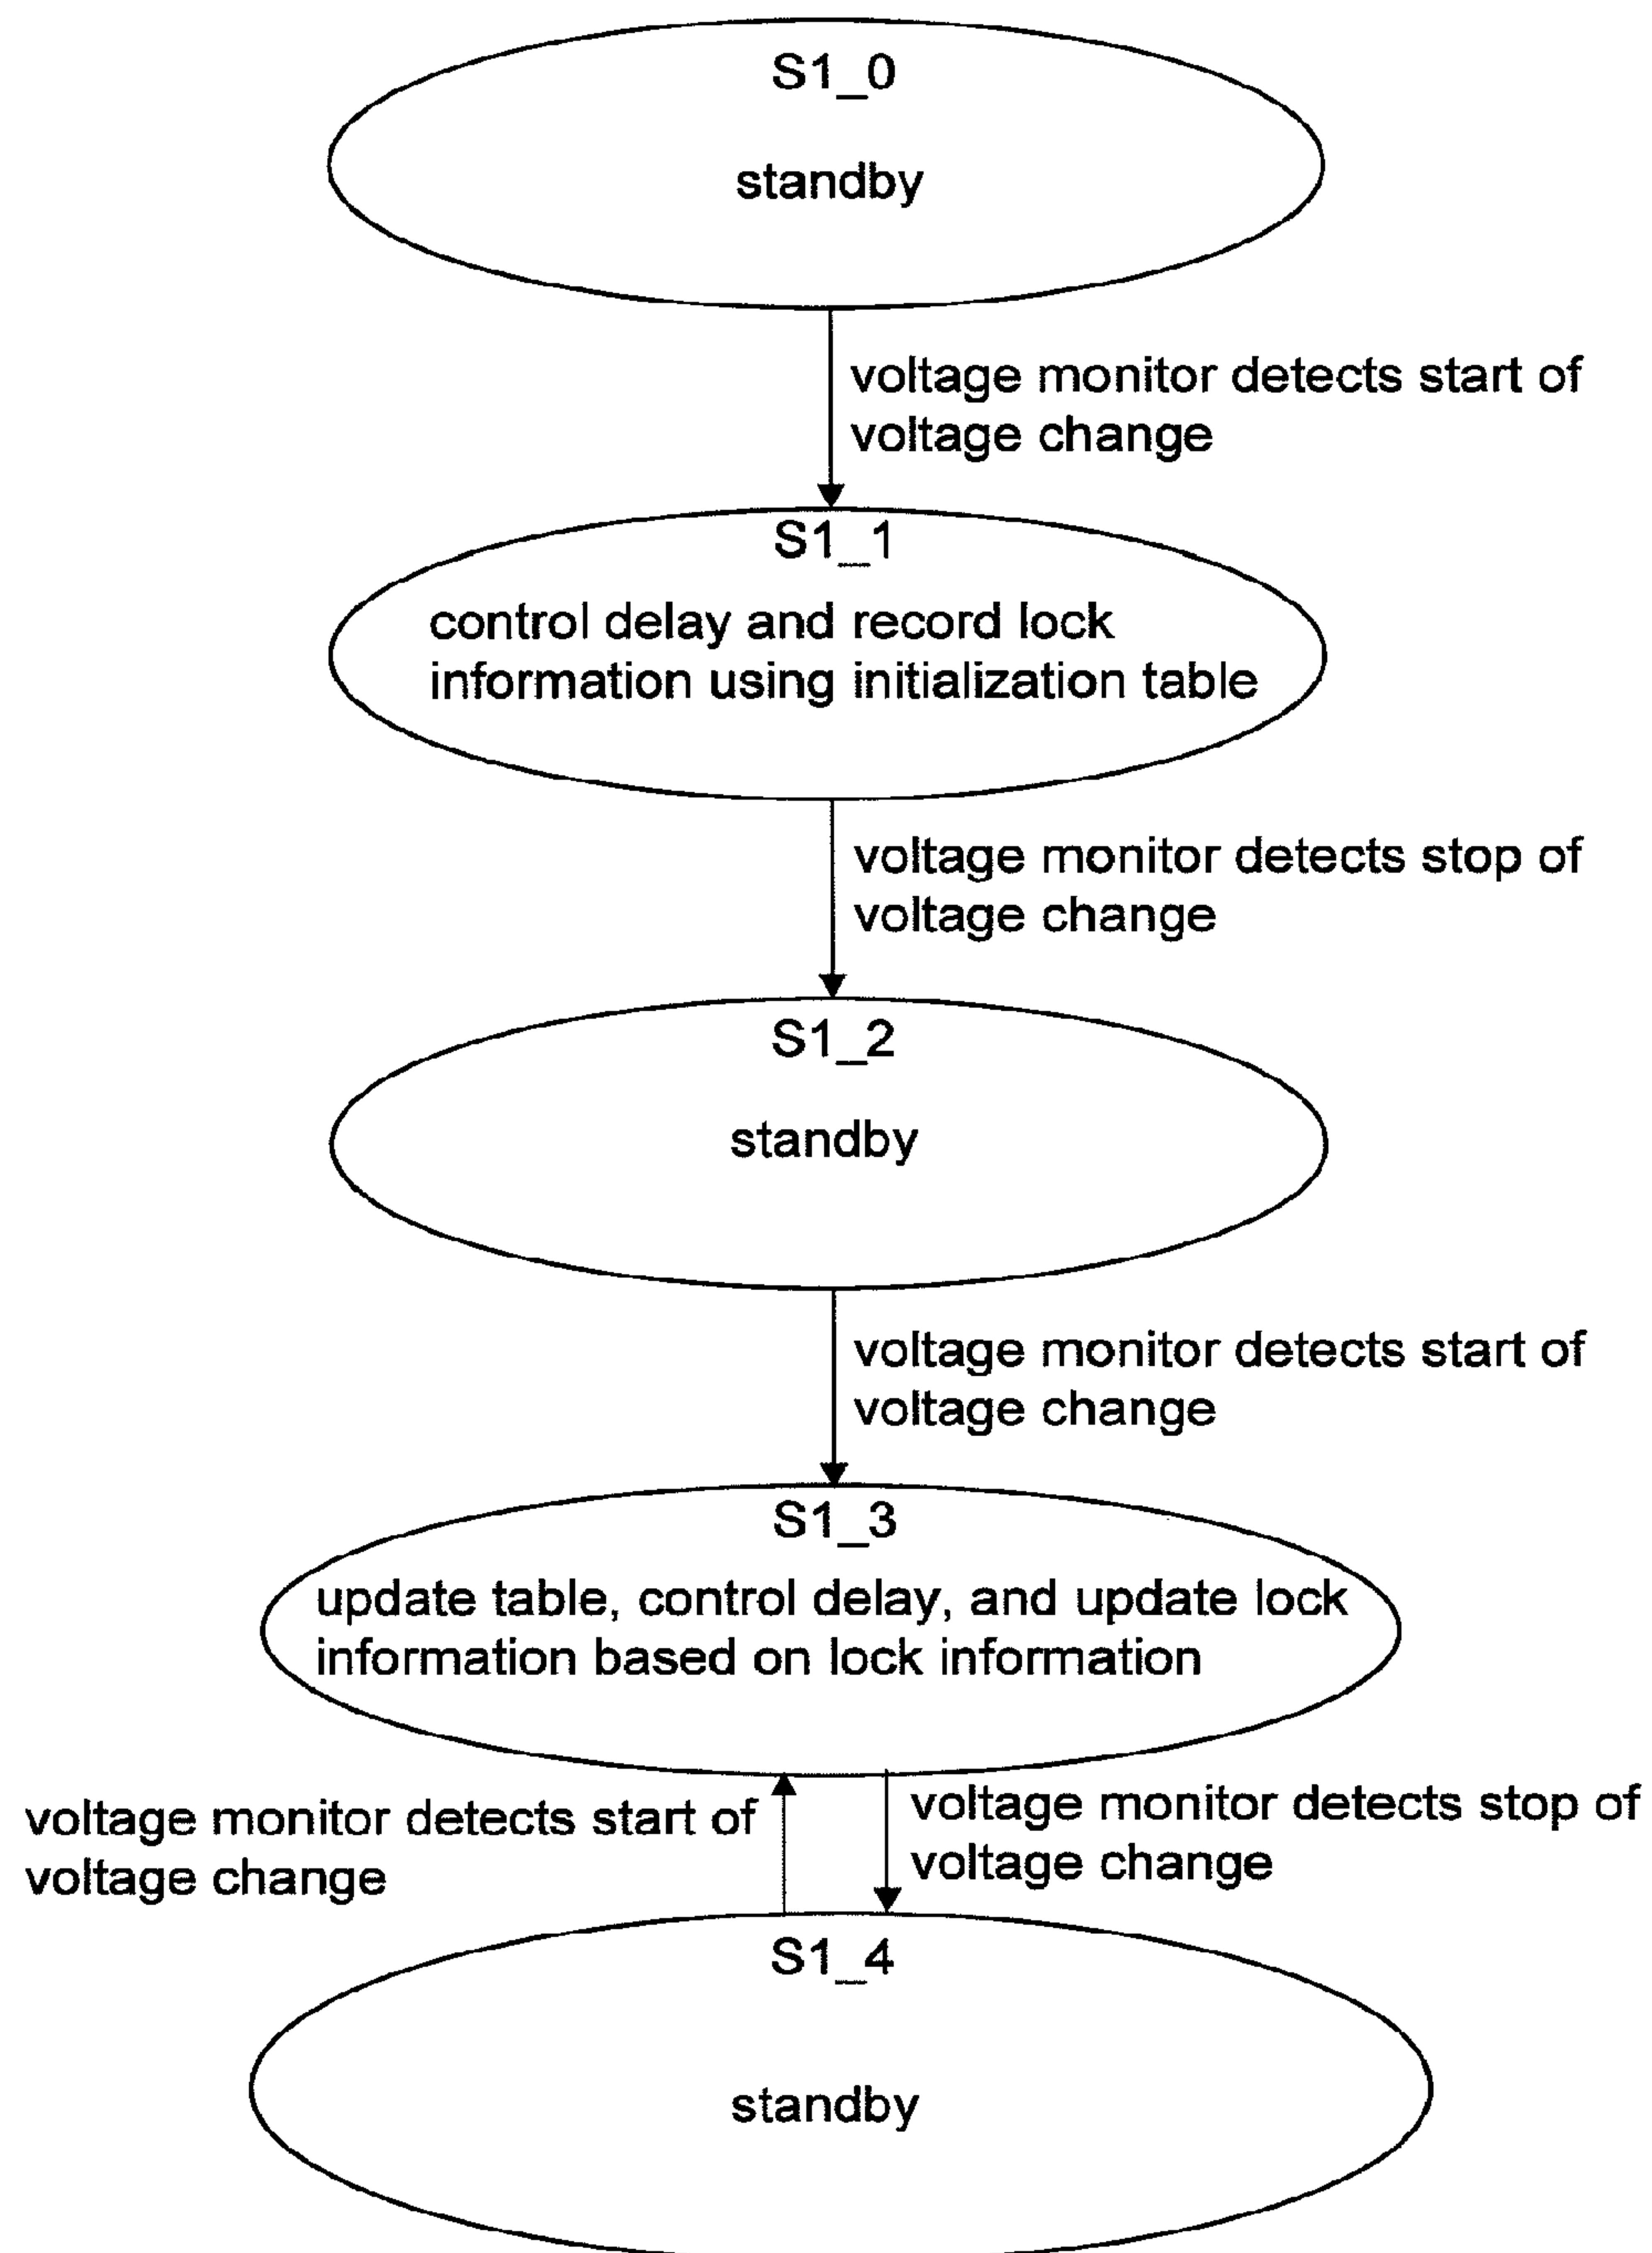 S1_0
standby
voltage monitor detects start of
voltage change
S1_1
control delay and record lock
information using initialization table
voltage monitor detects stop of
voltage change
S1_2
standby
voltage monitor detects start of
voltage change
S1_3
update table, control delay, and update lock
information based on lock information
voltage monitor detects start of
voltage change
voltage monitor detects stop of
voltage change
S1_4
standby